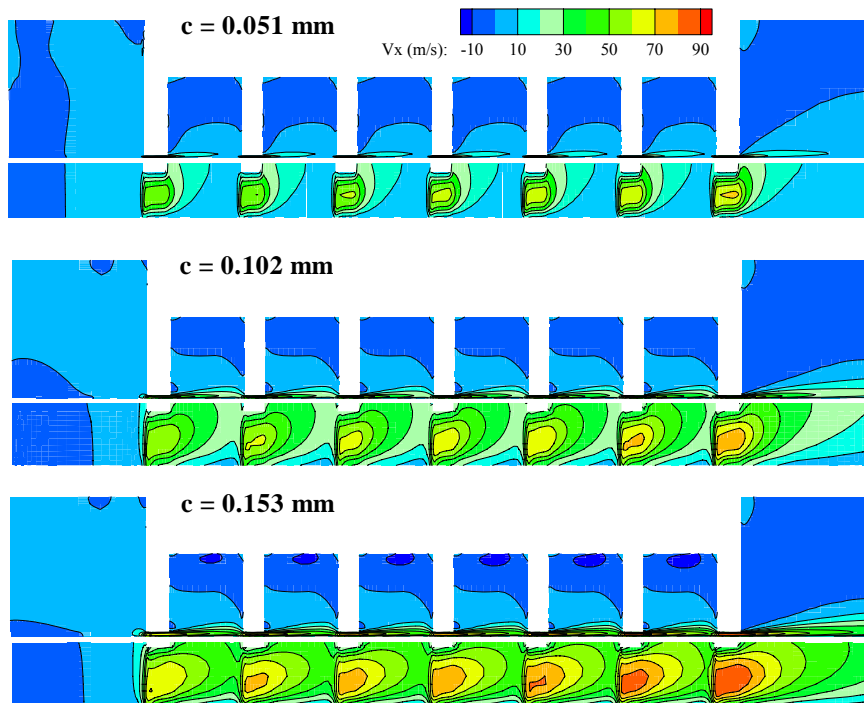 c = 0.051 mm
Vx (m/s): -10 10 30 50 70 90
c = 0.102 mm
c = 0.153 mm